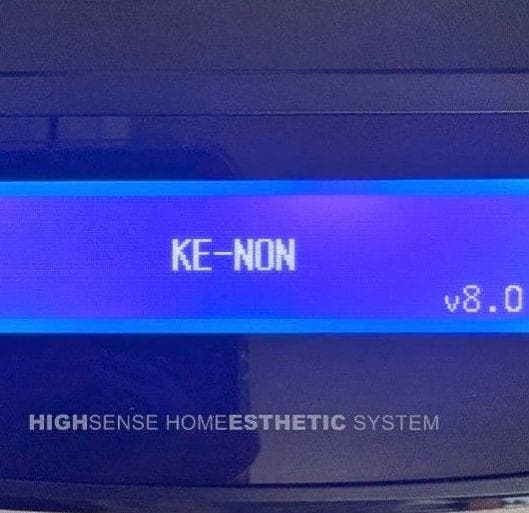 KE-NON
v8.0
HIGHSENSE HOMEESTHETIC SYSTEM